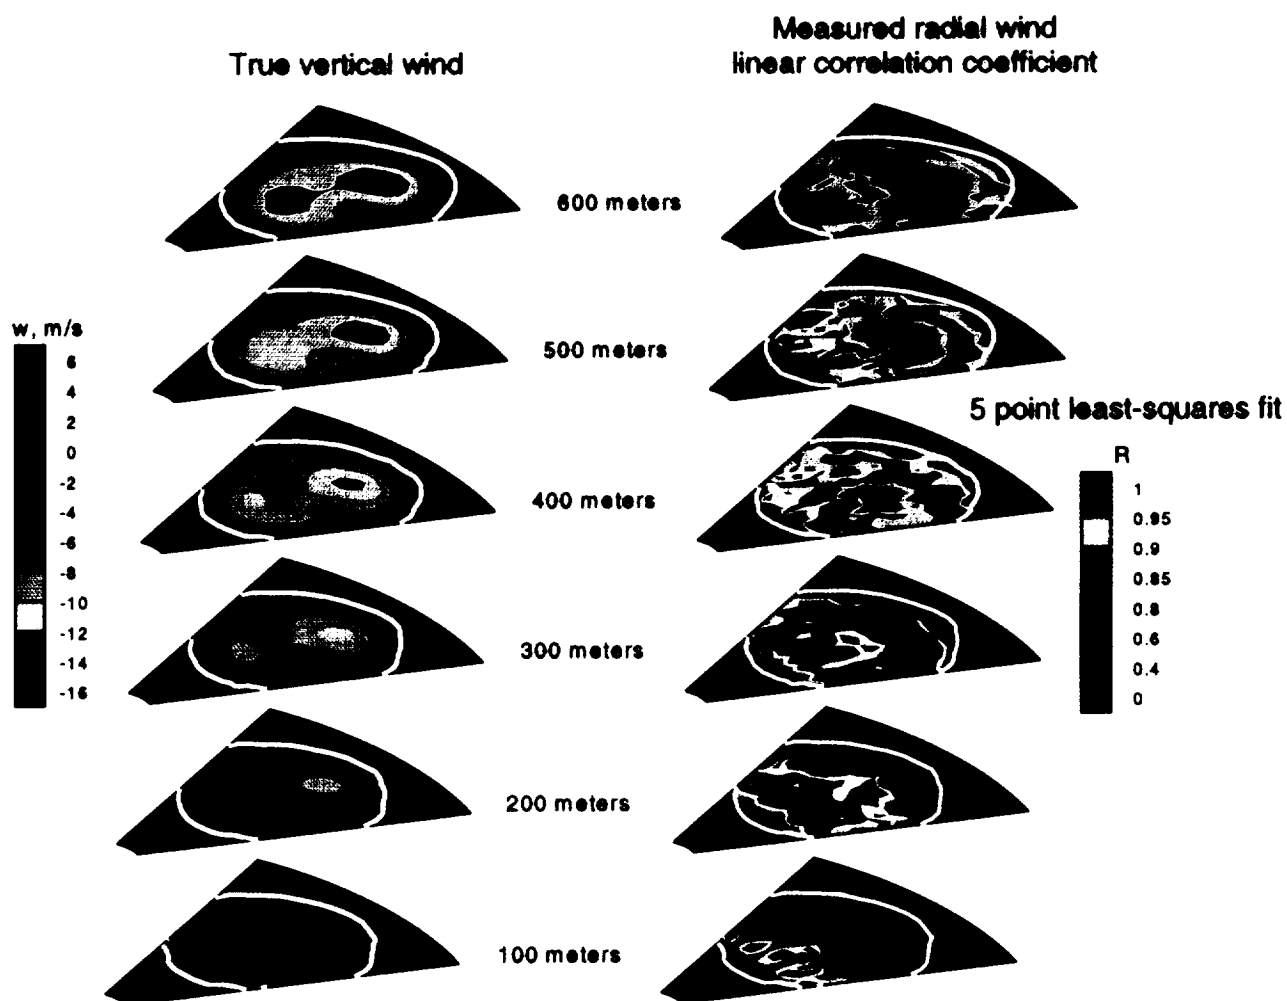 True vertical wind
Measured radial wind
linear correlation coefficient
600 meters
500 meters
400 meters
300 meters
200 meters
100 meters
w, m/s
6
4
2
0
-2
-4
-6
-8
-10
-12
-14
-16
5 point least-squares fit
R
1
0.95
0.9
0.85
0.8
0.6
0.4
0